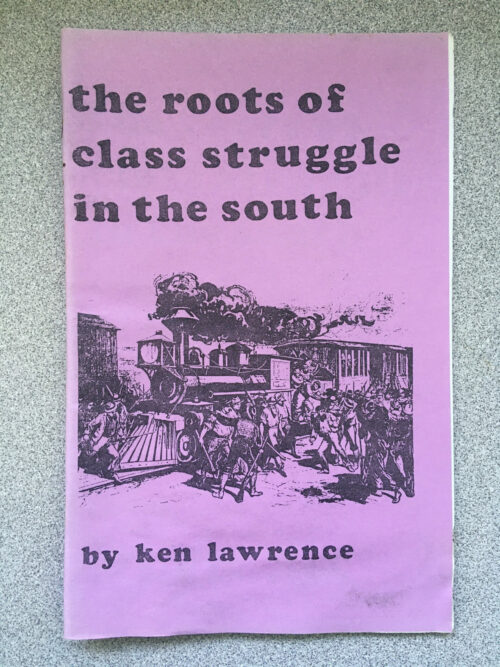 the roots of
class struggle
in the south
by ken lawrence